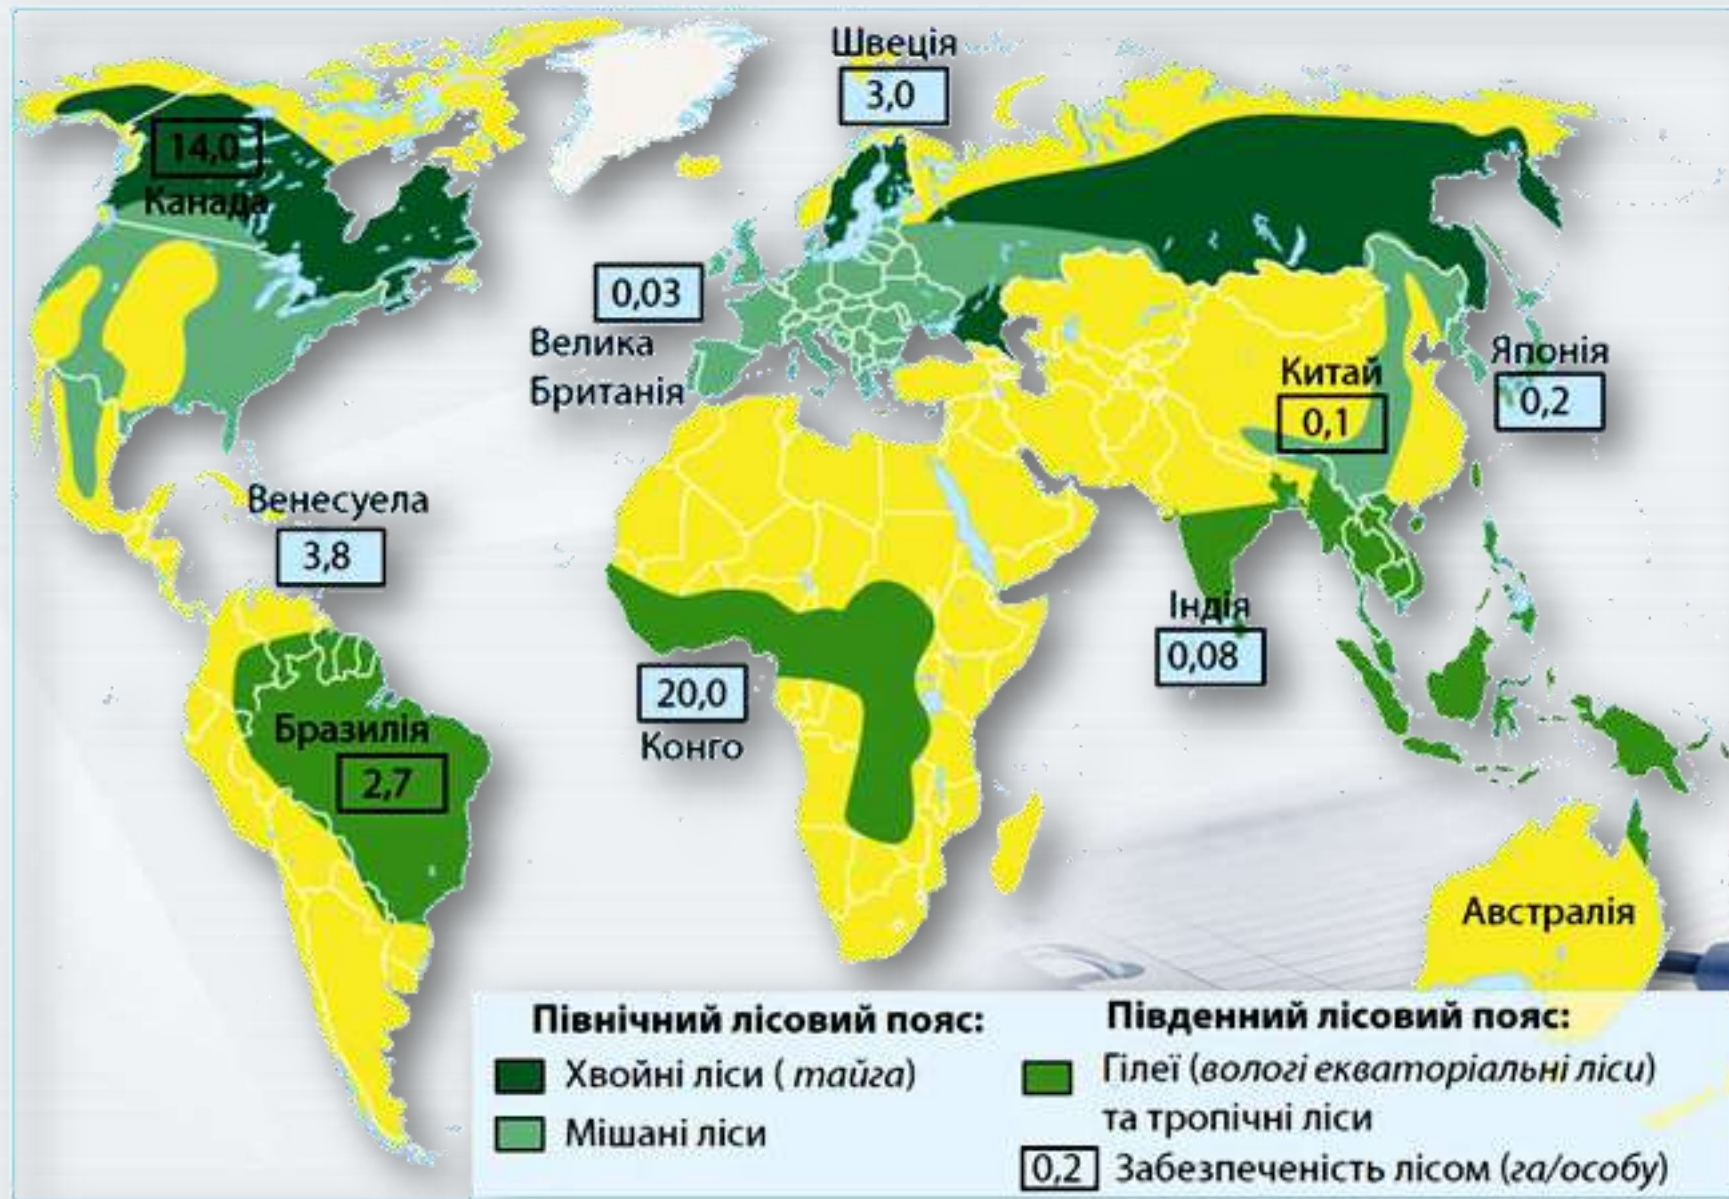 Швеція
3,0
14,0
Канада
0,03
Велика
Британія
Китай
0,1
Японія
0,2
Венесуела
3,8
Індія
0,08
20,0
Конго
Бразилія
2,7
Австралія
Північний лісовий пояс:
Хвойні ліси ( тайга)
Мішані ліси
Південний лісовий пояс:
Гілеї (вологі екваторіальні ліси)
та тропічні ліси
0,2 Забезпеченість лісом (га/особу)